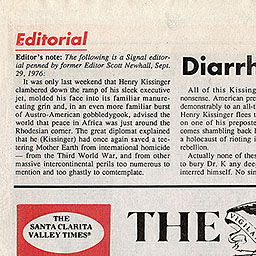 Editorial
Editor's note: The following is a Signal editor-
ial penned by former Editor Scott Newhall, Sept.
29, 1976:
It was only last weekend that Henry Kissinger
clambered down the ramp of his sleek executive
jet, molded his face into its familiar manure-
eating grin and, in an even more familiar burst
of Austro-American gobbledygook, advised the
world that peace in Africa was just around the
Rhodesian corner. The great diplomat explained
that he (Kissinger) had once again saved a tee-
tering Mother Earth from international homicide
— from the Third World War, and from other
massive intercontinental perils too numerous to
mention and too ghastly to contemplate.
Diarrh
All of this Kissing
nonsense. American pre
demonstrably to an all-t
Henry Kissinger flees t
on one of his prepost
comes shambling back
a holocaust of rioting i
rebellion.
Actually none of thes
to bury Dr. K any dee
interred himself. No sin
THE
SANTA CLARITA
VALLEY TIMES®
THE
VIGIL